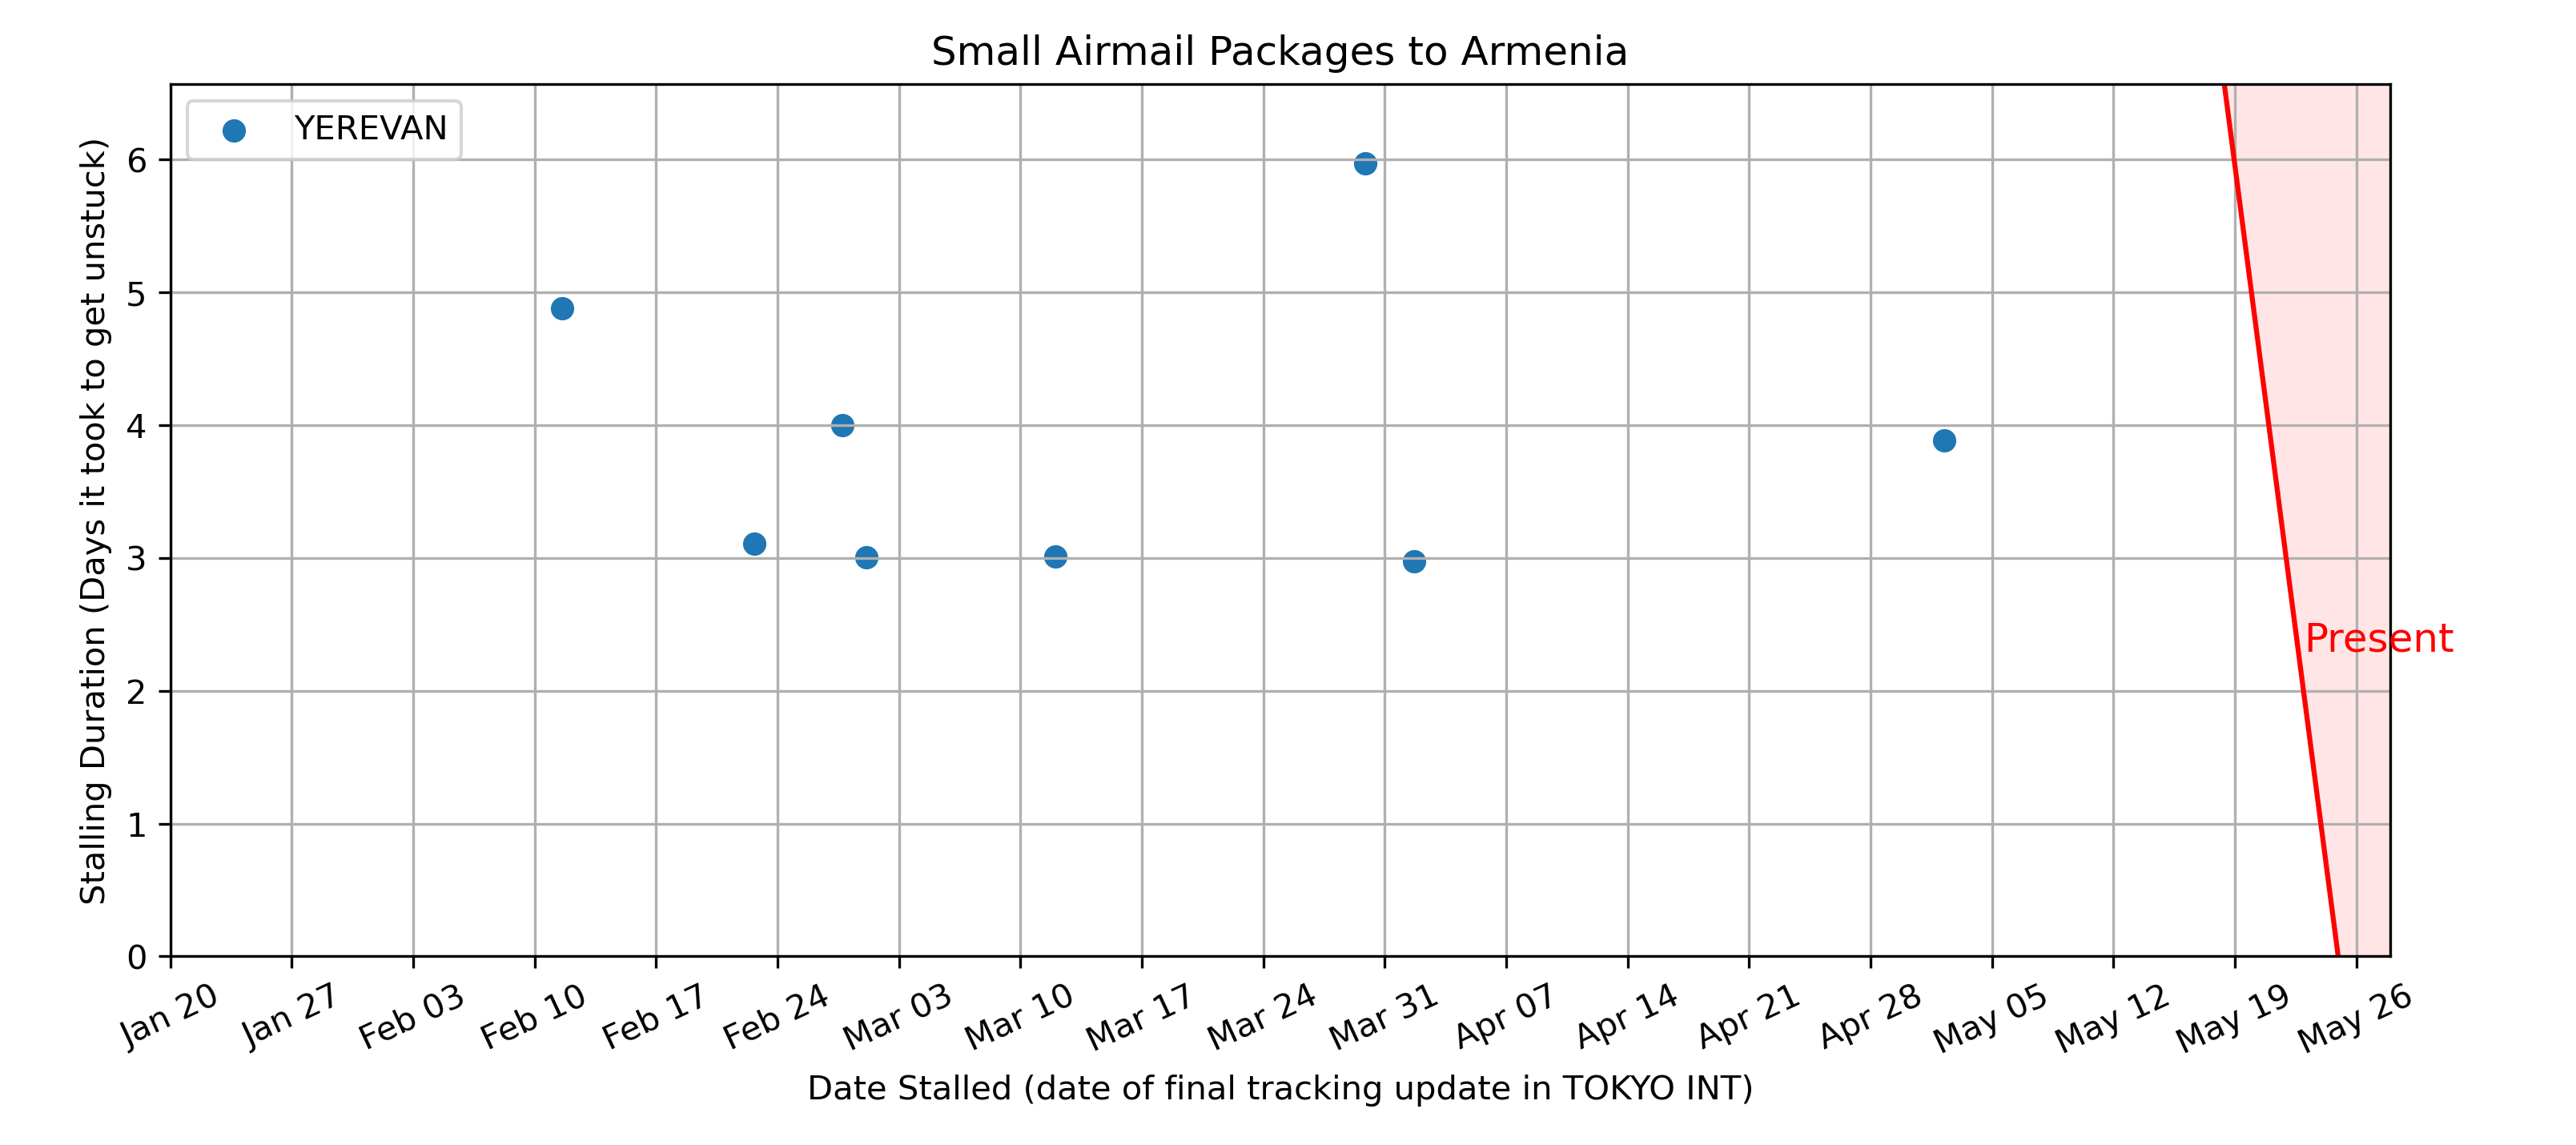 Small Airmail Packages to Armenia
YEREVAN
Stalling Duration (Days it took to get unstuck)
6
5
4
3
2
1
0
Present
Jan 20 Jan 27 Feb 03 Feb 10 Feb 17 Feb 24 Mar 03 Mar 10 Mar 17 Mar 24 Mar 31 Apr 07 Apr 14 Apr 21 Apr 28 May 05 May 12 May 19 May 26
Date Stalled (date of final tracking update in TOKYO INT)